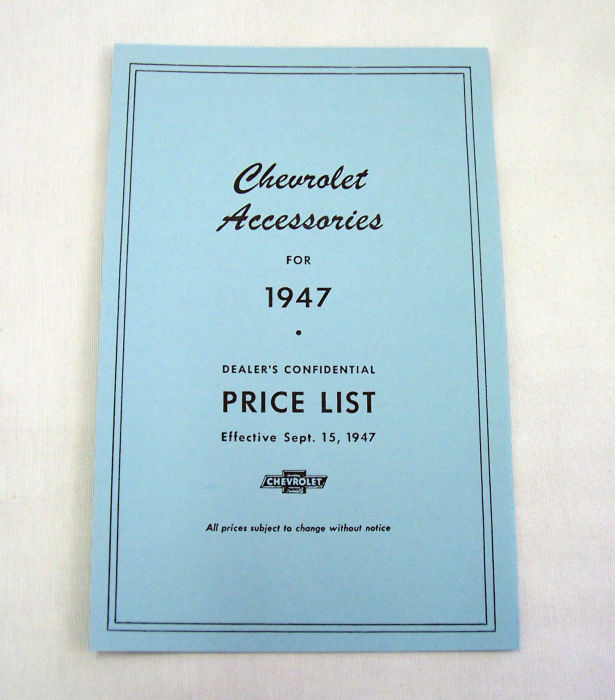 Chevrolet
Accessories
FOR
1947
•
DEALER'S CONFIDENTIAL
PRICE LIST
Effective Sept. 15, 1947
CHEVROLET
All prices subject to change without notice